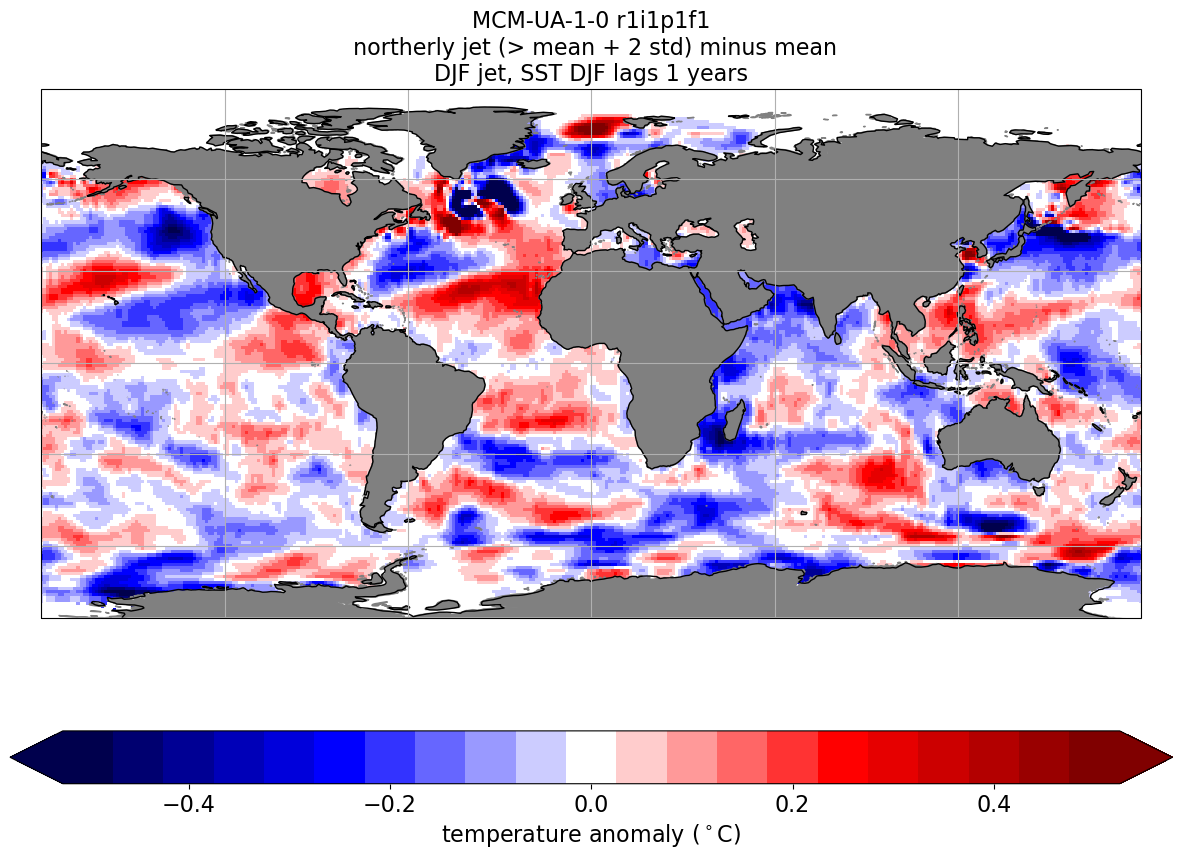 MCM-UA-1-0 r1i1p1f1
northerly jet (> mean + 2 std) minus mean
DJF jet, SST DJF lags 1 years
−0.4 −0.2 0.0 0.2 0.4
temperature anomaly (°C)